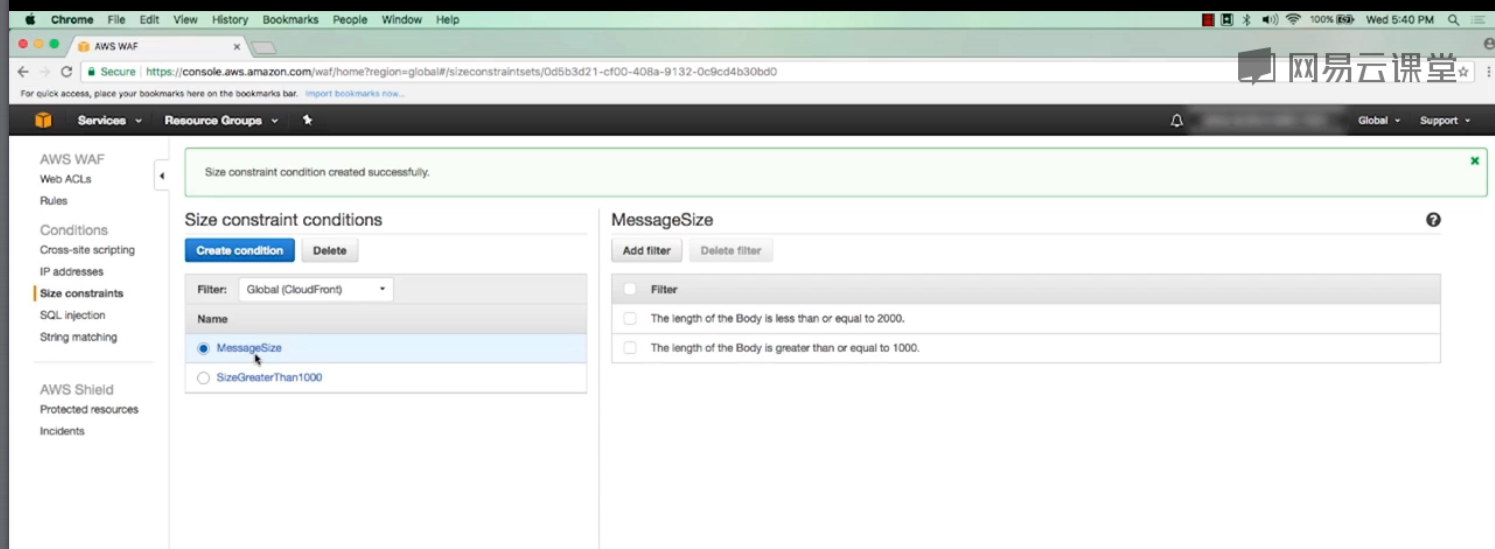 Chrome File Edit View History Bookmarks People Window Help 100% Wed 5:40 PM
AWS WAF
Secure https://console.aws.amazon.com/waf/home?region=global#/sizeconstraintsets/0d5b3d21-cf00-408a-9132-0c9cd4b30bd0
网易云课堂
For quick access, place your bookmarks here on the bookmarks bar. Import bookmarks now...
Services Resource Groups Global Support
AWS WAF
Web ACLs
Rules
Conditions
Cross-site scripting
IP addresses
Size constraints
SQL injection
String matching
AWS Shield
Protected resources
Incidents
Size constraint condition created successfully.
Size constraint conditions
Create condition Delete
Filter: Global (CloudFront)
Name
MessageSize
SizeGreaterThan1000
MessageSize
Add filter Delete filter
Filter
The length of the Body is less than or equal to 2000.
The length of the Body is greater than or equal to 1000.